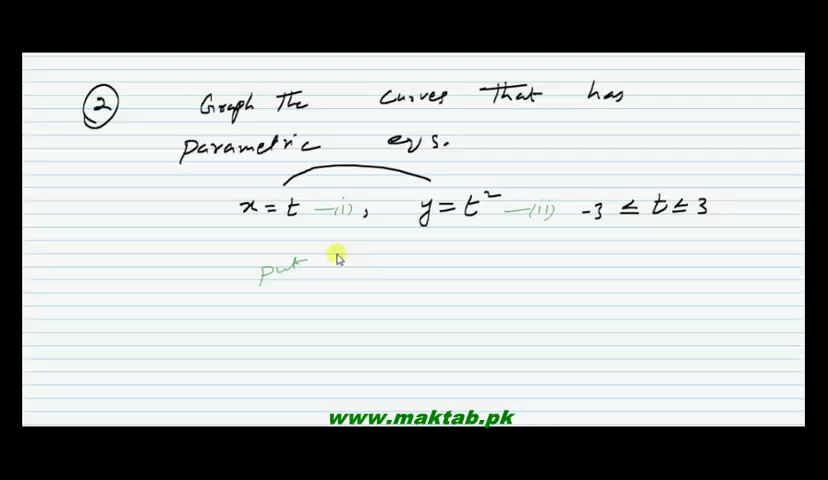 2 Graph the curves that has
parametric eqs.
x = t —(i), y = t² —(ii) -3 ≤ t ≤ 3
put
www.maktab.pk